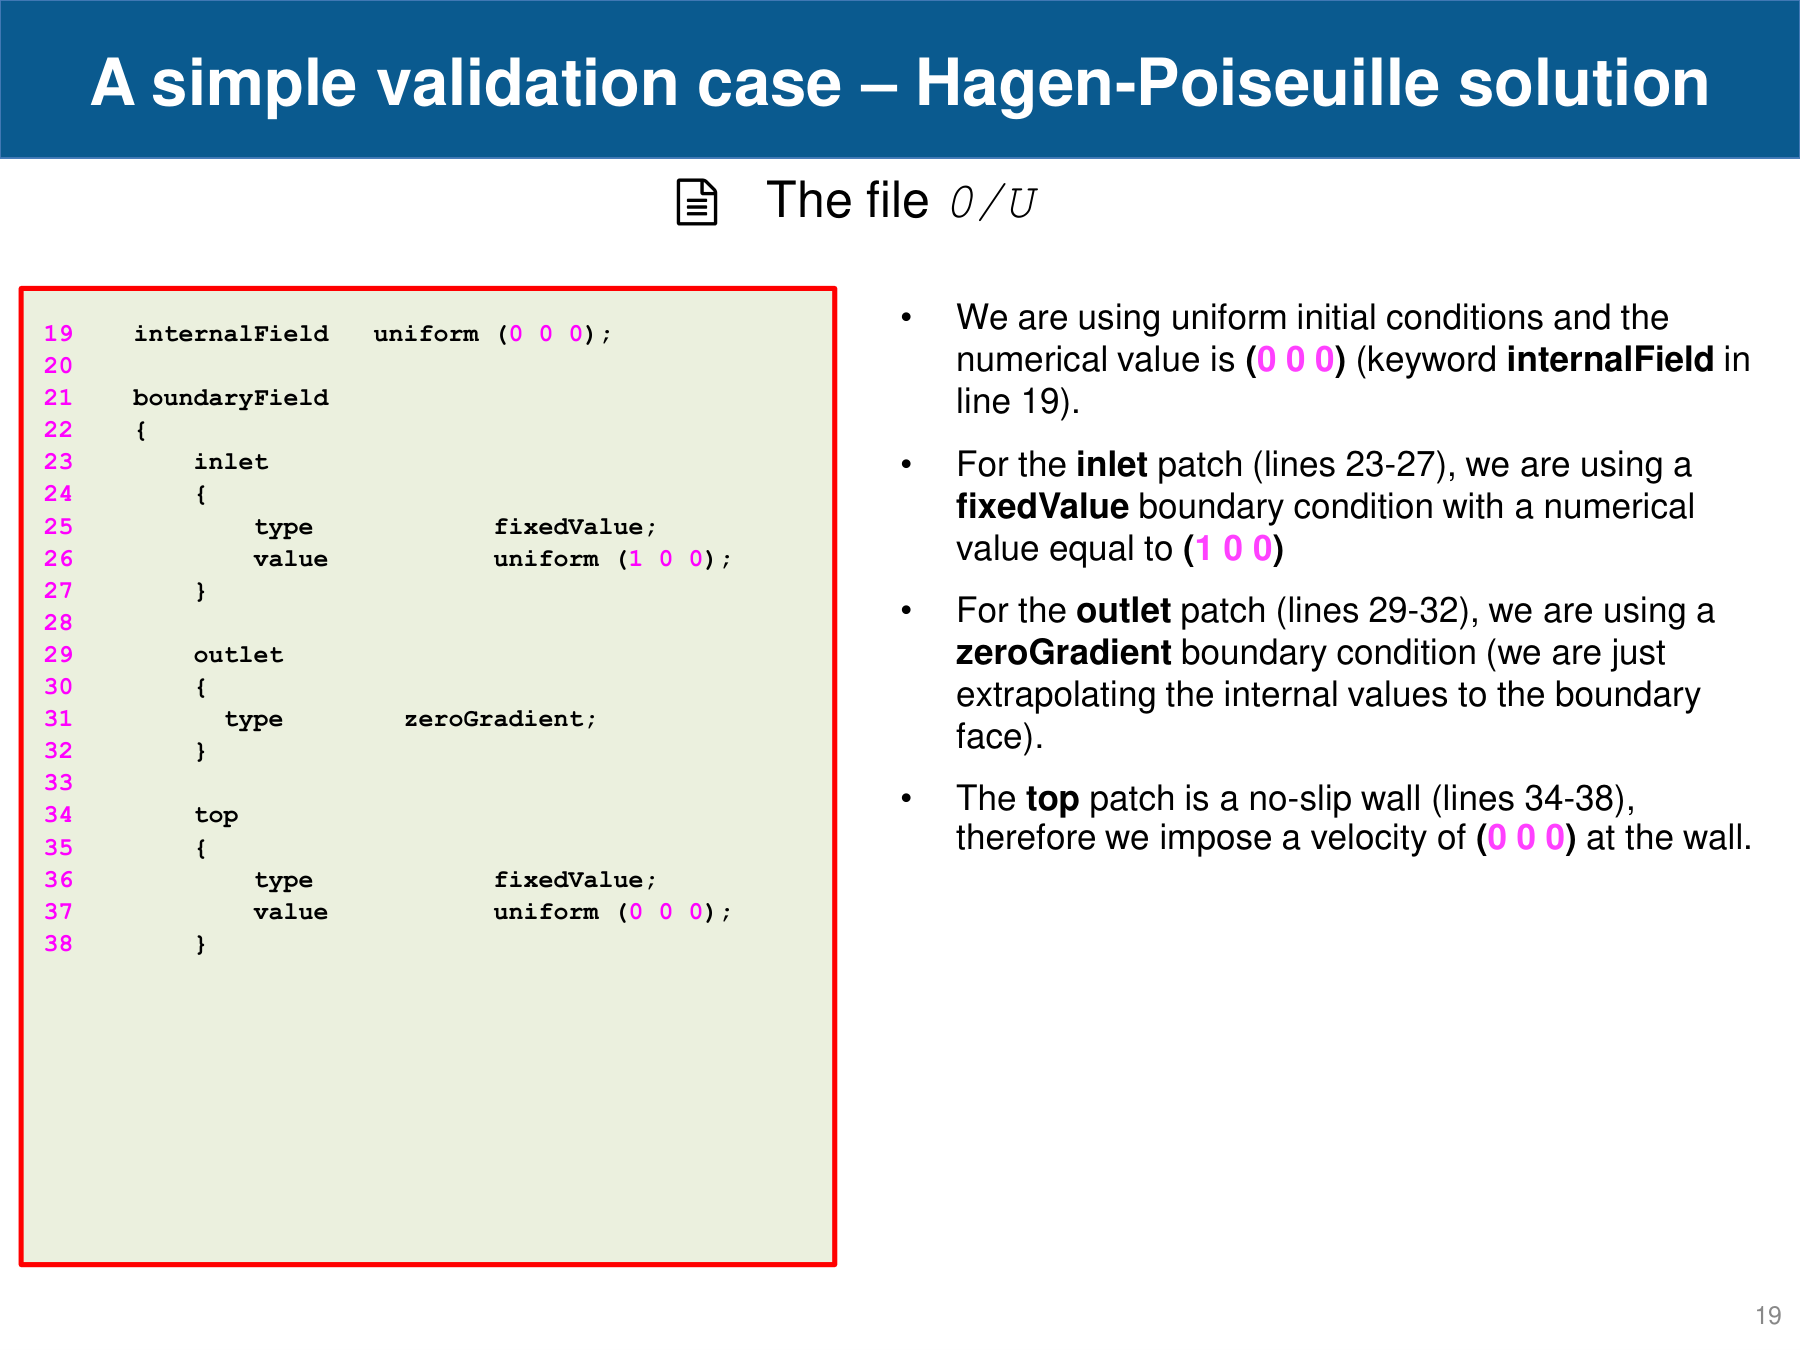 A simple validation case – Hagen-Poiseuille solution
The file 0/U
19    internalField   uniform (0 0 0);
20
21    boundaryField
22    {
23        inlet
24        {
25            type            fixedValue;
26            value           uniform (1 0 0);
27        }
28
29        outlet
30        {
31          type        zeroGradient;
32        }
33
34        top
35        {
36            type            fixedValue;
37            value           uniform (0 0 0);
38        }
• We are using uniform initial conditions and the
numerical value is (0 0 0) (keyword internalField in
line 19).
• For the inlet patch (lines 23-27), we are using a
fixedValue boundary condition with a numerical
value equal to (1 0 0)
• For the outlet patch (lines 29-32), we are using a
zeroGradient boundary condition (we are just
extrapolating the internal values to the boundary
face).
• The top patch is a no-slip wall (lines 34-38),
therefore we impose a velocity of (0 0 0) at the wall.
19